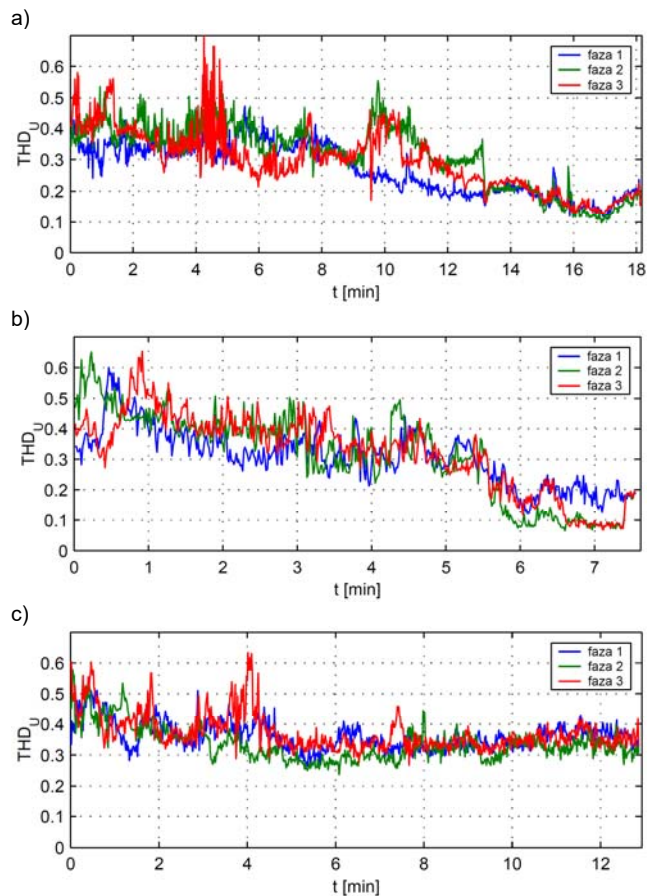 a)
THD_U
0.6
0.5
0.4
0.3
0.2
0.1
0
faza 1
faza 2
faza 3
0 2 4 6 8 10 12 14 16 18
t [min]
b)
THD_U
0.6
0.5
0.4
0.3
0.2
0.1
0
faza 1
faza 2
faza 3
0 1 2 3 4 5 6 7
t [min]
c)
THD_U
0.6
0.5
0.4
0.3
0.2
0.1
0
faza 1
faza 2
faza 3
0 2 4 6 8 10 12
t [min]